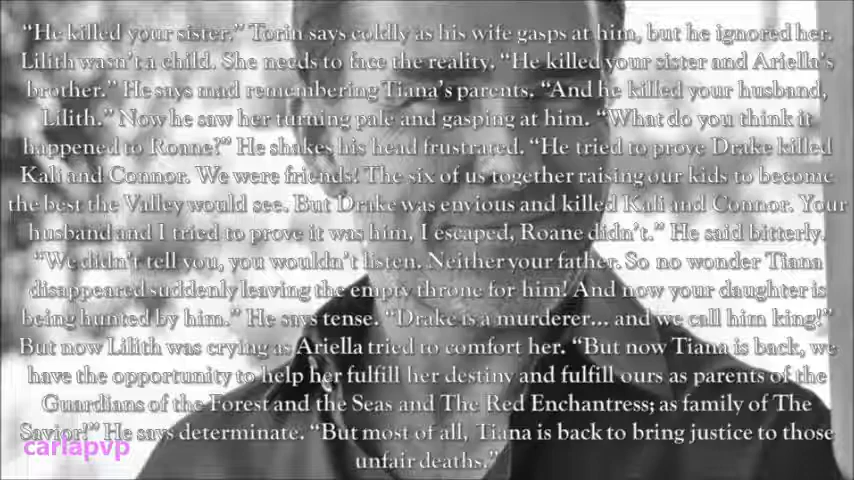 “He killed your sister.” Torin says coldly as his wife gasps at him, but he ignored her.
Lilith wasn’t a child. She needs to face the reality. “He killed your sister and Ariella’s
brother.” He says mad remembering Tiana’s parents. “And he killed your husband,
Lilith.” Now he saw her turning pale and gasping at him. “What do you think it
happened to Roane?” He shakes his head frustrated. “He tried to prove Drake killed
Kali and Connor. We were friends! The six of us together raising our kids to become
the best the Valley would see. But Drake was envious and killed Kali and Connor. Your
husband and I tried to prove it was him, I escaped, Roane didn’t.” He said bitterly.
“We didn’t tell you, you wouldn’t listen. Neither your father. So no wonder Tiana
disappeared suddenly leaving the empty throne for him! And now your daughter is
being hunted by him.” He says tense. “Drake is a murderer... and we call him king!”
But now Lilith was crying as Ariella tried to comfort her. “But now Tiana is back, we
have the opportunity to help her fulfill her destiny and fulfill ours as parents of the
Guardians of the Forest and the Seas and The Red Enchantress; as family of The
Savior!” He says determinate. “But most of all, Tiana is back to bring justice to those
unfair deaths.”
carlapvp